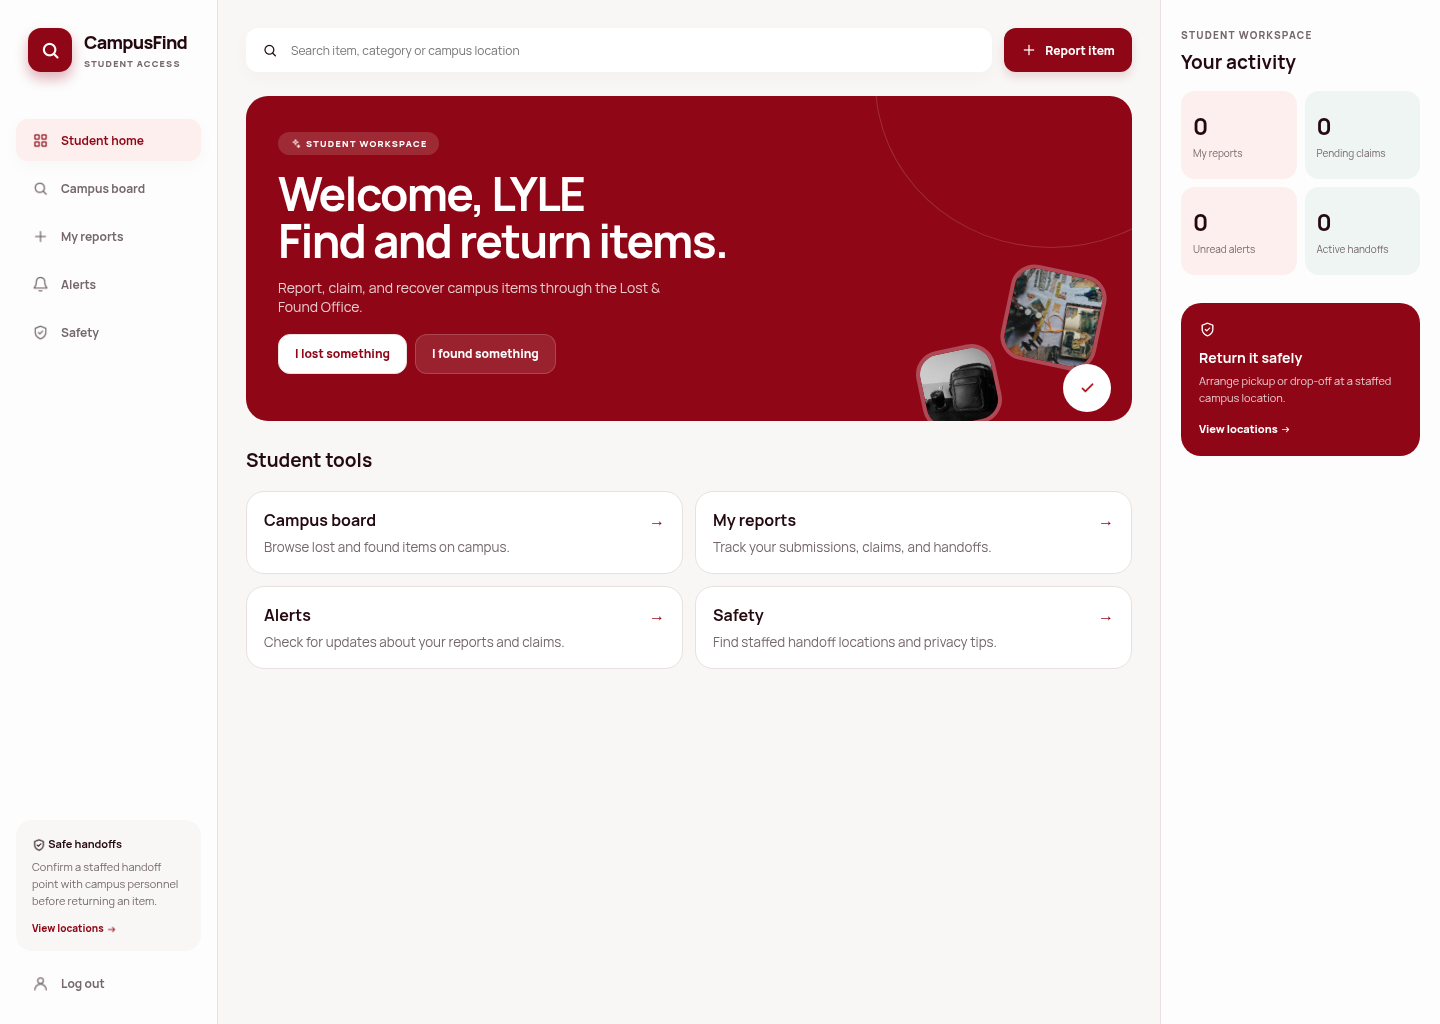 CampusFind
STUDENT ACCESS
Student home
Campus board
My reports
Alerts
Safety
Safe handoffs
Confirm a staffed handoff
point with campus personnel
before returning an item.
View locations →
Log out
Search item, category or campus location
Report item
STUDENT WORKSPACE
Welcome, LYLE
Find and return items.
Report, claim, and recover campus items through the Lost &
Found Office.
I lost something
I found something
Student tools
Campus board →
Browse lost and found items on campus.
My reports →
Track your submissions, claims, and handoffs.
Alerts →
Check for updates about your reports and claims.
Safety →
Find staffed handoff locations and privacy tips.
STUDENT WORKSPACE
Your activity
0
My reports
0
Pending claims
0
Unread alerts
0
Active handoffs
Return it safely
Arrange pickup or drop-off at a staffed
campus location.
View locations →